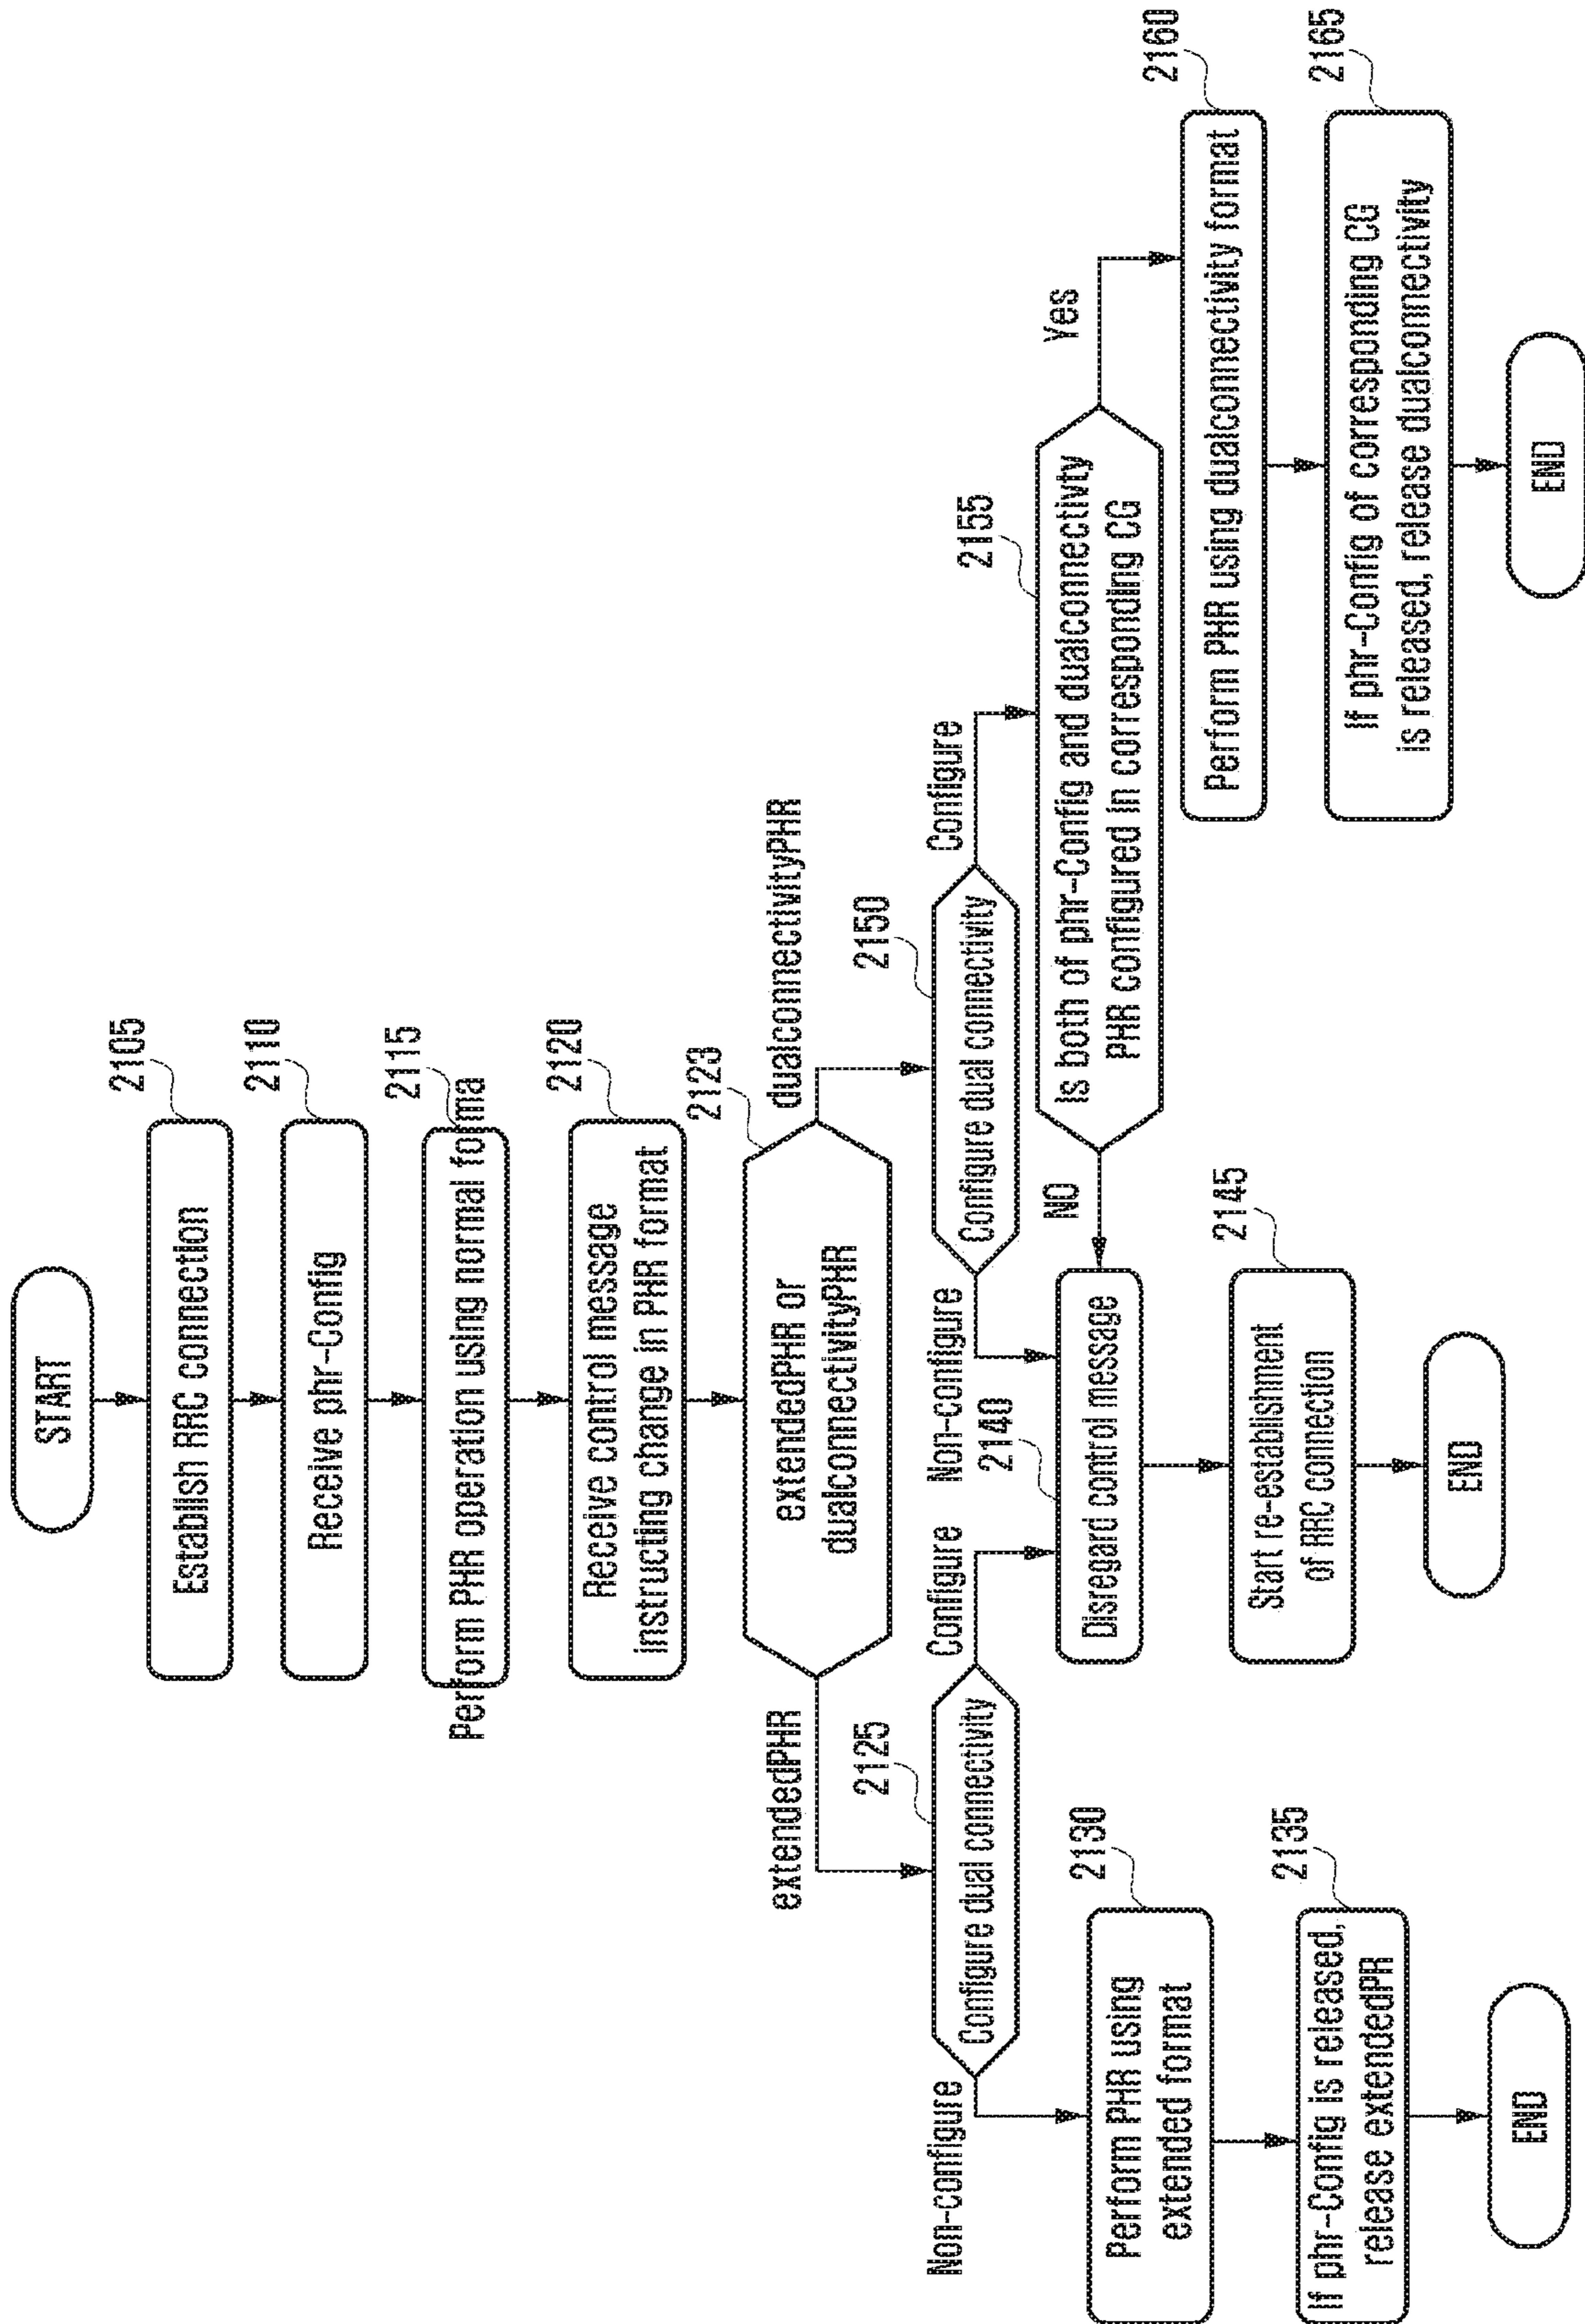 START
2105
Establish RRC connection
2110
Receive phr-Config
2115
Perform PHR operation using normal forma
2120
Receive control message
instructing change in PHR format
2123
extendedPHR or
dualconnectivityPHR
extendedPHR
dualconnectivityPHR
2125
Configure dual connectivity
Non-configure
Configure
2150
Configure dual connectivity
Non-configure
Configure
2130
Perform PHR using
extended format
2135
If phr-Config is released,
release extendedPR
END
2140
Disregard control message
2145
Start re-establishment
of RRC connection
END
2155
Is both of phr-Config and dualconnectivty
PHR configured in corresponding CG
NO
Yes
2160
Perform PHR using dualconnectivity format
2165
If phr-Config of corresponding CG
is released, release dualconnectivity
END